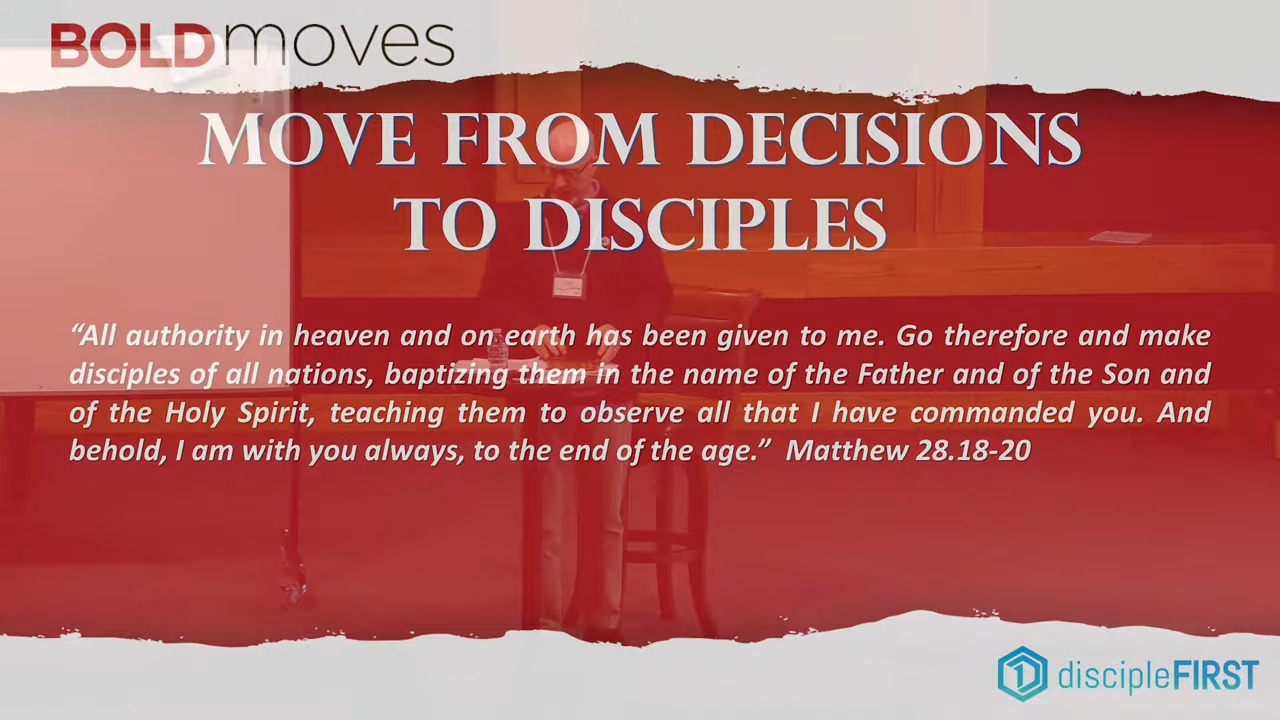 BOLDmoves
MOVE FROM DECISIONS
TO DISCIPLES
“All authority in heaven and on earth has been given to me. Go therefore and make
disciples of all nations, baptizing them in the name of the Father and of the Son and
of the Holy Spirit, teaching them to observe all that I have commanded you. And
behold, I am with you always, to the end of the age.” Matthew 28.18-20
1 discipleFIRST